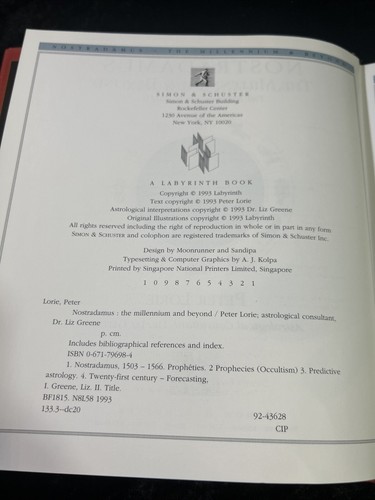 NOSTRADAMUS : THE MILLENNIUM & BEYOND
SIMON & SCHUSTER
Simon & Schuster Building
Rockefeller Center
1230 Avenue of the Americas
New York, NY 10020
A LABYRINTH BOOK
Copyright © 1993 Labyrinth
Text copyright © 1993 Peter Lorie
Astrological interpretations copyright © 1993 Dr. Liz Greene
Original Illustrations copyright © 1993 Labyrinth
All rights reserved including the right of reproduction in whole or in part in any form
SIMON & SCHUSTER and colophon are registered trademarks of Simon & Schuster Inc.
Design by Moonrunner and Sandipa
Typesetting & Computer Graphics by A. J. Kolpa
Printed by Singapore National Printers Limited, Singapore
1 0 9 8 7 6 5 4 3 2 1
Lorie, Peter
Nostradamus : the millennium and beyond / Peter Lorie; astrological consultant,
Dr. Liz Greene
p. cm.
Includes bibliographical references and index.
ISBN 0-671-79698-4
1. Nostradamus, 1503 – 1566. Prophéties. 2 Prophecies (Occultism) 3. Predictive
astrology. 4. Twenty-first century – Forecasting,
I. Greene, Liz. II. Title.
BF1815. N8L58 1993
133.3--dc20
92-43628
CIP